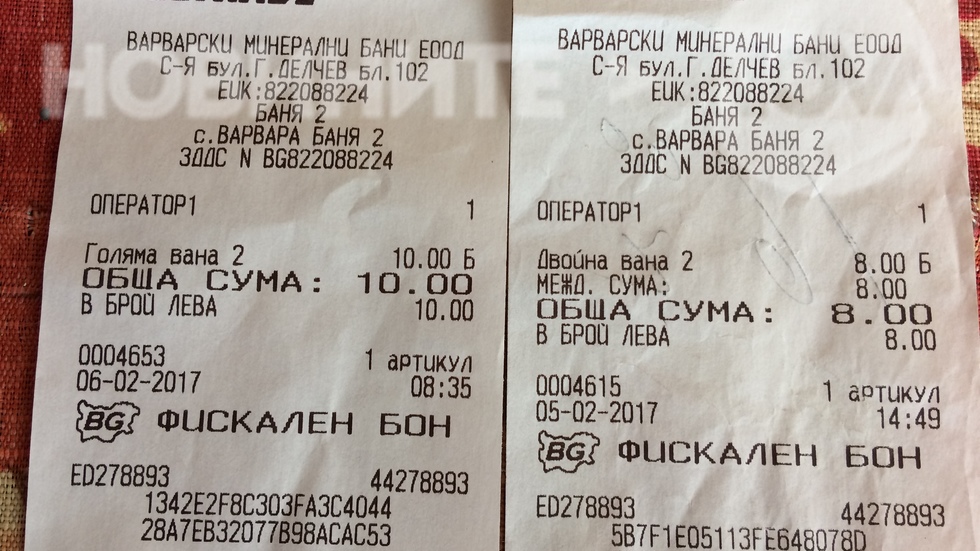 ВАРВАРСКИ МИНЕРАЛНИ БАНИ ЕООД
С-Я БУЛ.Г.ДЕЛЧЕВ БЛ.102
ЕИК:822088224
БАНЯ 2
с.ВАРВАРА БАНЯ 2
ЗДДС N BG822088224
ОПЕРАТОР1 1
Голяма вана 2 10.00 Б
ОБЩА СУМА: 10.00
В БРОЙ ЛЕВА 10.00
0004653 1 артикул
06-02-2017 08:35
BG ФИСКАЛЕН БОН
ED278893 44278893
1342E2F8C303FA3C4044
28A7EB32077B98ACAC53
ВАРВАРСКИ МИНЕРАЛНИ БАНИ ЕООД
С-Я БУЛ.Г.ДЕЛЧЕВ БЛ.102
ЕИК:822088224
БАНЯ 2
с.ВАРВАРА БАНЯ 2
ЗДДС N BG822088224
ОПЕРАТОР1 1
Двойна вана 2 8.00 Б
МЕЖД. СУМА: 8.00
ОБЩА СУМА: 8.00
В БРОЙ ЛЕВА 8.00
0004615 1 артикул
05-02-2017 14:49
BG ФИСКАЛЕН БОН
ED278893 44278893
5B7F1E05113FE648078D